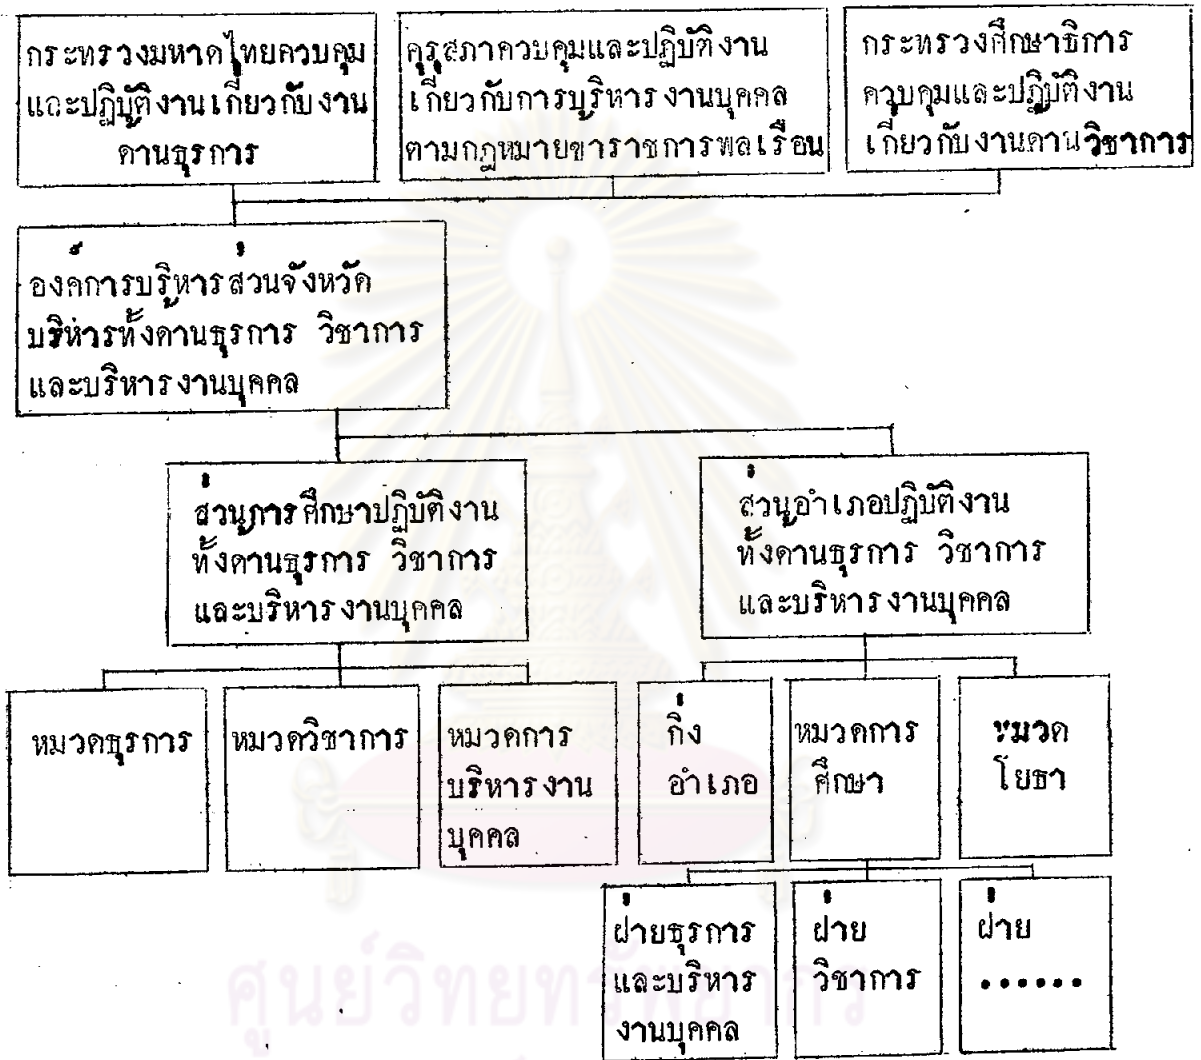 กระทรวงมหาดไทยควบคุม
และปฏิบัติงานเกี่ยวกับงาน
ด้านธุรการ
คุรุสภาควบคุมและปฏิบัติงาน
เกี่ยวกับการบริหารงานบุคคล
ตามกฎหมายขาราชการพลเรือน
กระทรวงศึกษาธิการ
ควบคุมและปฏิบัติงาน
เกี่ยวกับงานดานวิชาการ
องค์การบริหารส่วนจังหวัด
บริหารทั้งด้านธุรการ วิชาการ
และบริหารงานบุคคล
ส่วนการศึกษาปฏิบัติงาน
ทั้งด้านธุรการ วิชาการ
และบริหารงานบุคคล
ส่วนอำเภอปฏิบัติงาน
ทั้งด้านธุรการ วิชาการ
และบริหารงานบุคคล
หมวดธุรการ
หมวดวิชาการ
หมวดการ
บริหารงาน
บุคคล
กิ่ง
อำเภอ
หมวดการ
ศึกษา
หมวด
โยธา
ฝ่ายธุรการ
และบริหาร
งานบุคคล
ฝ่าย
วิชาการ
ฝ่าย
......
ศูนย์วิทยทรัพยากร